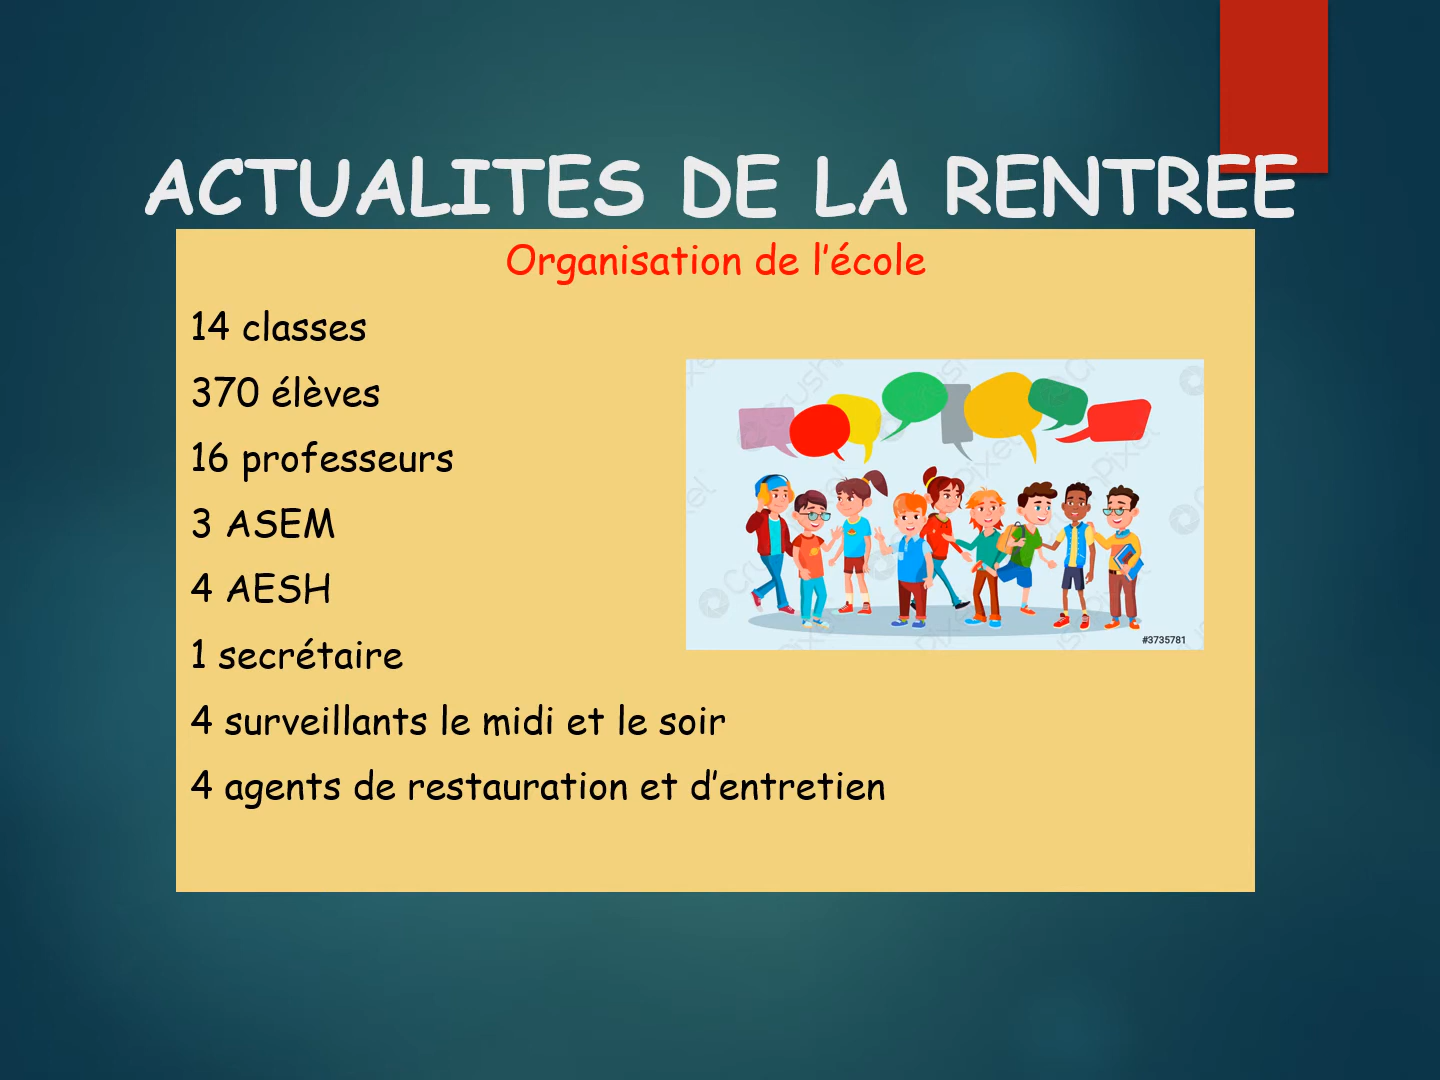 ACTUALITES DE LA RENTREE
Organisation de l’école
14 classes
370 élèves
16 professeurs
3 ASEM
4 AESH
1 secrétaire
4 surveillants le midi et le soir
4 agents de restauration et d’entretien
#3735781